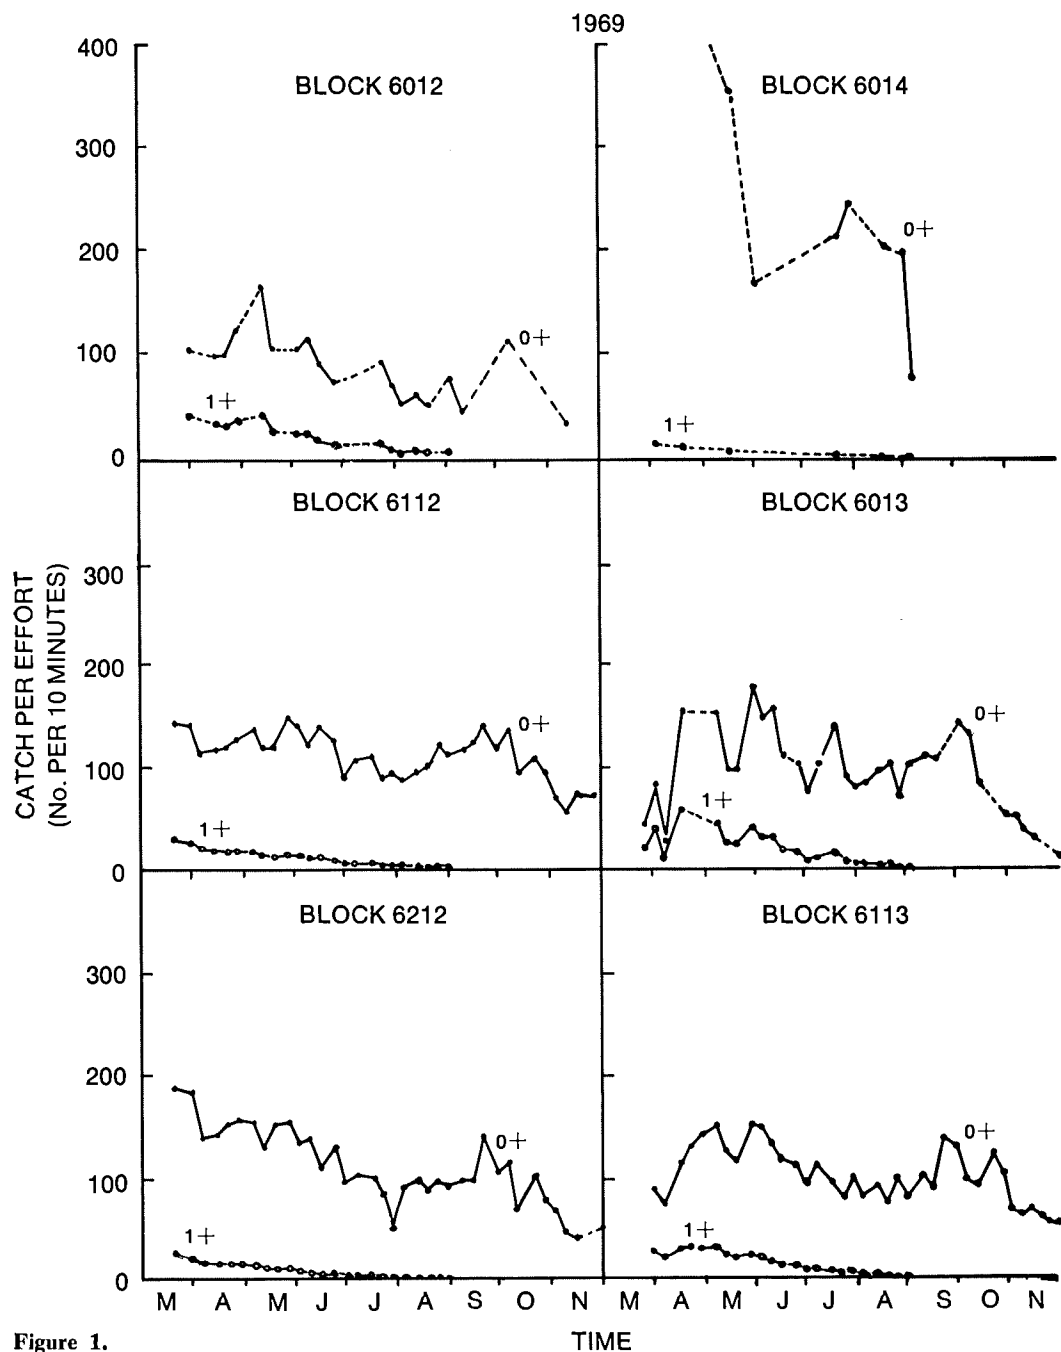 1969
400
BLOCK 6012
BLOCK 6014
300
200
0+
100
0+
1+
1+
0
BLOCK 6112
BLOCK 6013
300
CATCH PER EFFORT
(No. PER 10 MINUTES)
200
0+
0+
100
1+
1+
0
BLOCK 6212
BLOCK 6113
300
200
0+
0+
100
1+
1+
0
M A M J J A S O N M A M J J A S O N
Figure 1.
TIME